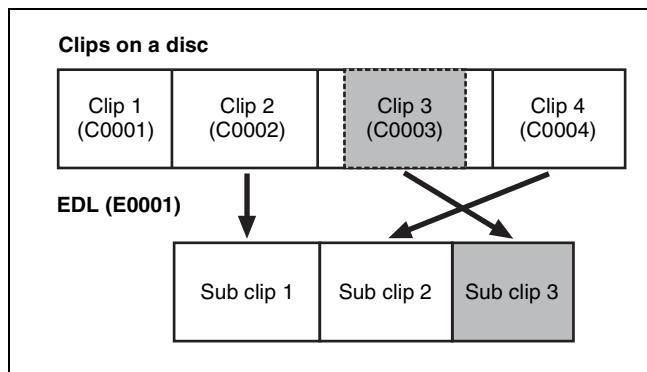 Clips on a disc
Clip 1
(C0001)
Clip 2
(C0002)
Clip 3
(C0003)
Clip 4
(C0004)
EDL (E0001)
Sub clip 1
Sub clip 2
Sub clip 3